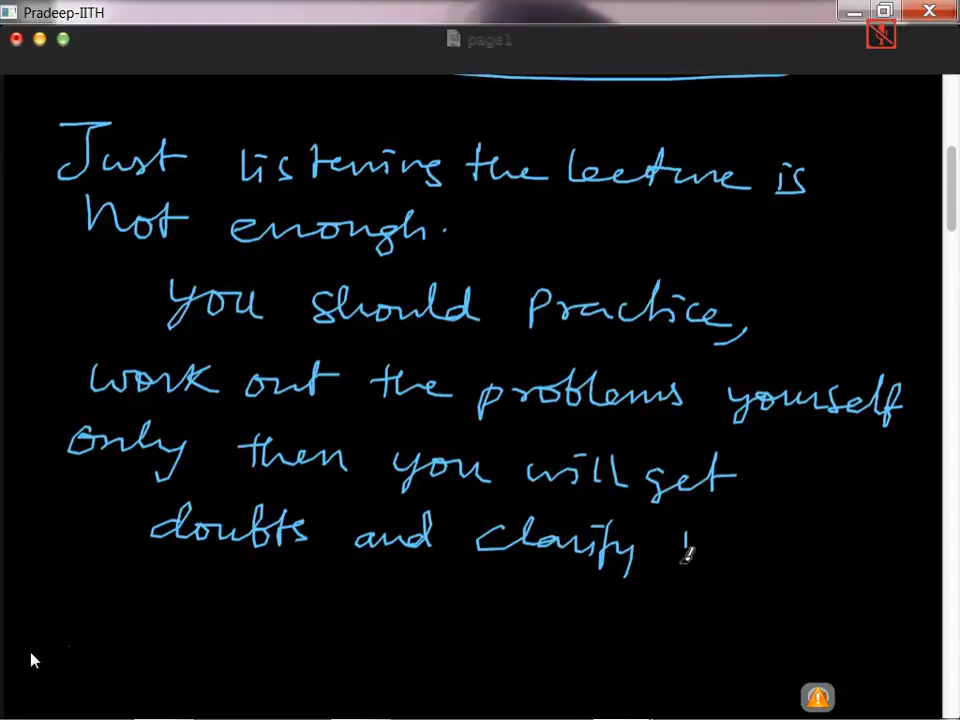 Pradeep-IITH
page1
Just listening the lecture is
Not enough.
You should practice,
work out the problems yourself
only then you will get
doubts and clarify